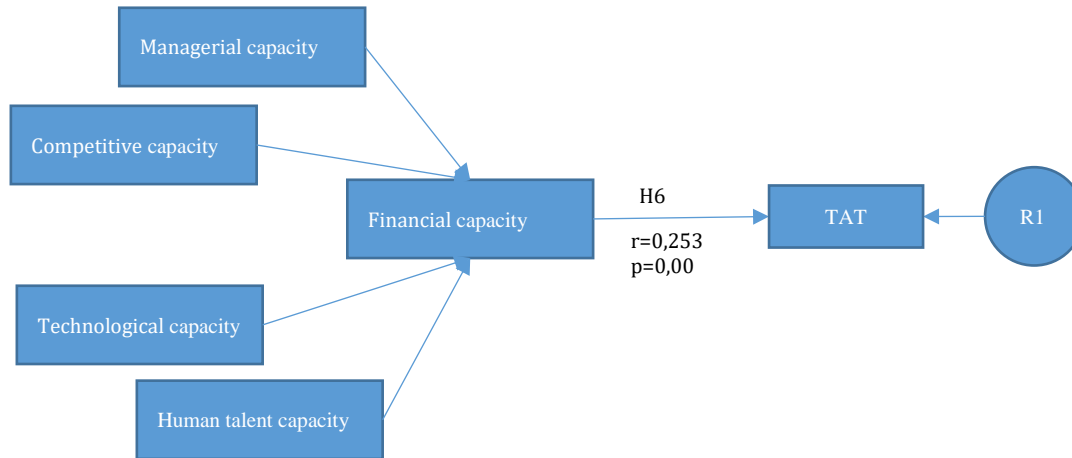 Managerial capacity
Competitive capacity
Financial capacity
H6
r=0,253
p=0,00
TAT
R1
Technological capacity
Human talent capacity